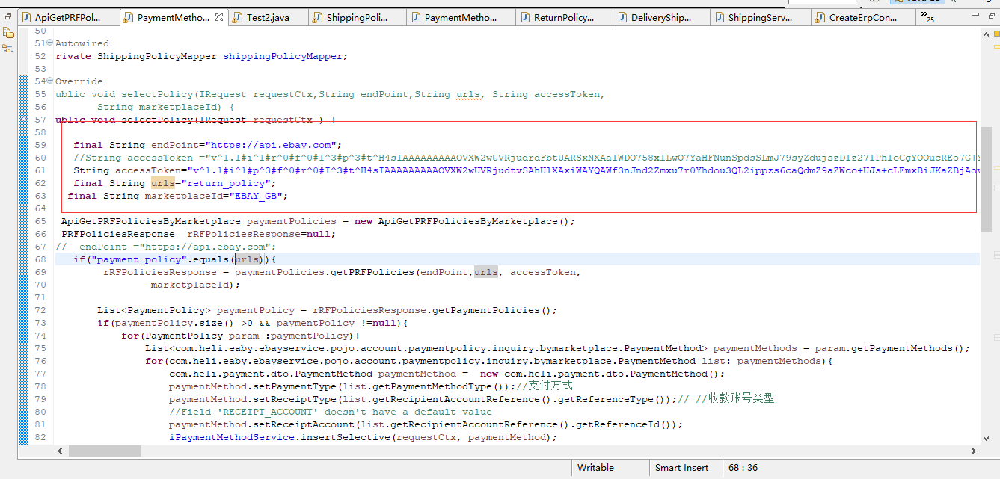 ApiGetPRFPol...
PaymentMetho...
Test2.java
ShippingPoli...
PaymentMetho...
ReturnPolicy...
DeliveryShip...
ShippingServ...
CreateErpCon...
»25
50
51 Autowired
52 rivate ShippingPolicyMapper shippingPolicyMapper;
53
54 Override
55 ublic void selectPolicy(IRequest requestCtx,String endPoint,String urls, String accessToken,
56 String marketplaceId) {
57 ublic void selectPolicy(IRequest requestCtx ) {
58
59 final String endPoint="https://api.ebay.com";
60 //String accessToken ="v^1.1#i^1#r^0#f^0#I^3#p^3#t^H4sIAAAAAAAAAOVXW2wUVRjudrdFbtUARSxNXAaIWDO758xlLwO7YaHFNunSpdsSLmJ79syZdujszDIz27IPhloCgYQQucREo7G+Y
61 String accessToken="v^1.1#i^1#p^3#f^0#r^0#I^3#t^H4sIAAAAAAAAAOVXW2wUVRjudtvSAhUlXAxiWAYQAWf3nJnd2Zmxu7r0Yhdou3QL2ippzs6caQdmZ9aZWco+UJs+cLEmxBiJKaZBjAov
62 final String urls="return_policy";
63 final String marketplaceId="EBAY_GB";
64
65 ApiGetPRFPoliciesByMarketplace paymentPolicies = new ApiGetPRFPoliciesByMarketplace();
66 PRFPoliciesResponse rRFPoliciesResponse=null;
67 // endPoint ="https://api.ebay.com";
68 if("payment_policy".equals(urls)){
69 rRFPoliciesResponse = paymentPolicies.getPRFPolicies(endPoint,urls, accessToken,
70 marketplaceId);
71
72 List<PaymentPolicy> paymentPolicy = rRFPoliciesResponse.getPaymentPolicies();
73 if(paymentPolicy.size() >0 && paymentPolicy !=null){
74 for(PaymentPolicy param :paymentPolicy){
75 List<com.heli.eaby.ebayservice.pojo.account.paymentpolicy.inquiry.bymarketplace.PaymentMethod> paymentMethods = param.getPaymentMethods();
76 for(com.heli.eaby.ebayservice.pojo.account.paymentpolicy.inquiry.bymarketplace.PaymentMethod list: paymentMethods){
77 com.heli.payment.dto.PaymentMethod paymentMethod = new com.heli.payment.dto.PaymentMethod();
78 paymentMethod.setPaymentType(list.getPaymentMethodType());//支付方式
79 paymentMethod.setReceiptType(list.getRecipientAccountReference().getReferenceType());// //收款账号类型
80 //Field 'RECEIPT_ACCOUNT' doesn't have a default value
81 paymentMethod.setReceiptAccount(list.getRecipientAccountReference().getReferenceId());
82 iPaymentMethodService.insertSelective(requestCtx, paymentMethod);
Writable
Smart Insert
68 : 36